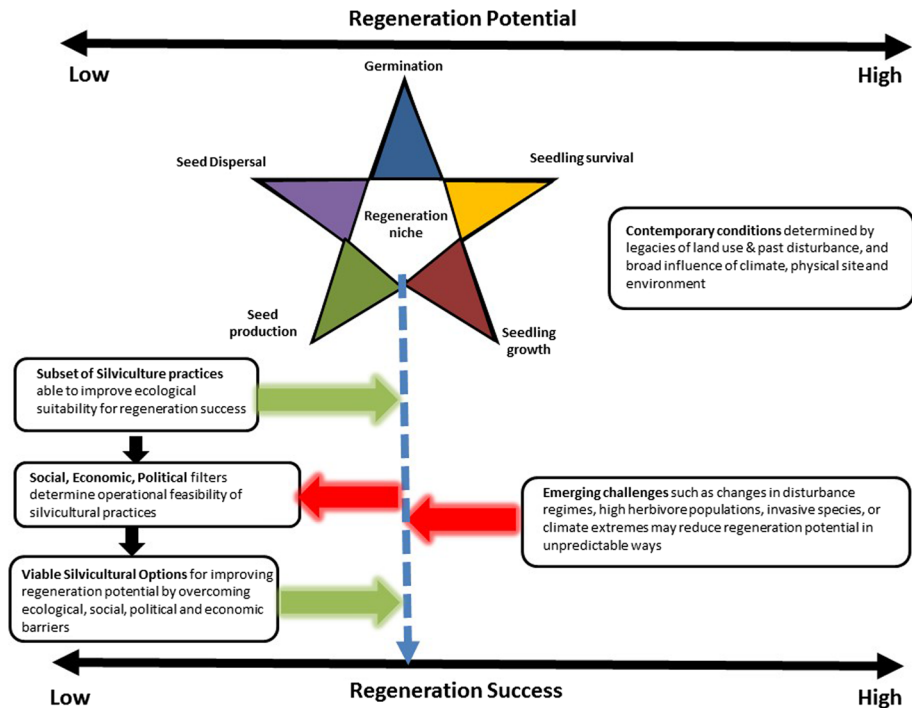 Regeneration Potential
Low
High
Germination
Seed Dispersal
Seedling survival
Regeneration
niche
Contemporary conditions determined by
legacies of land use & past disturbance, and
broad influence of climate, physical site and
environment
Seed
production
Seedling
growth
Subset of Silviculture practices
able to improve ecological
suitability for regeneration success
Social, Economic, Political filters
determine operational feasibility of
silvicultural practices
Emerging challenges such as changes in disturbance
regimes, high herbivore populations, invasive species, or
climate extremes may reduce regeneration potential in
unpredictable ways
Viable Silvicultural Options for improving
regeneration potential by overcoming
ecological, social, political and economic
barriers
Low
Regeneration Success
High